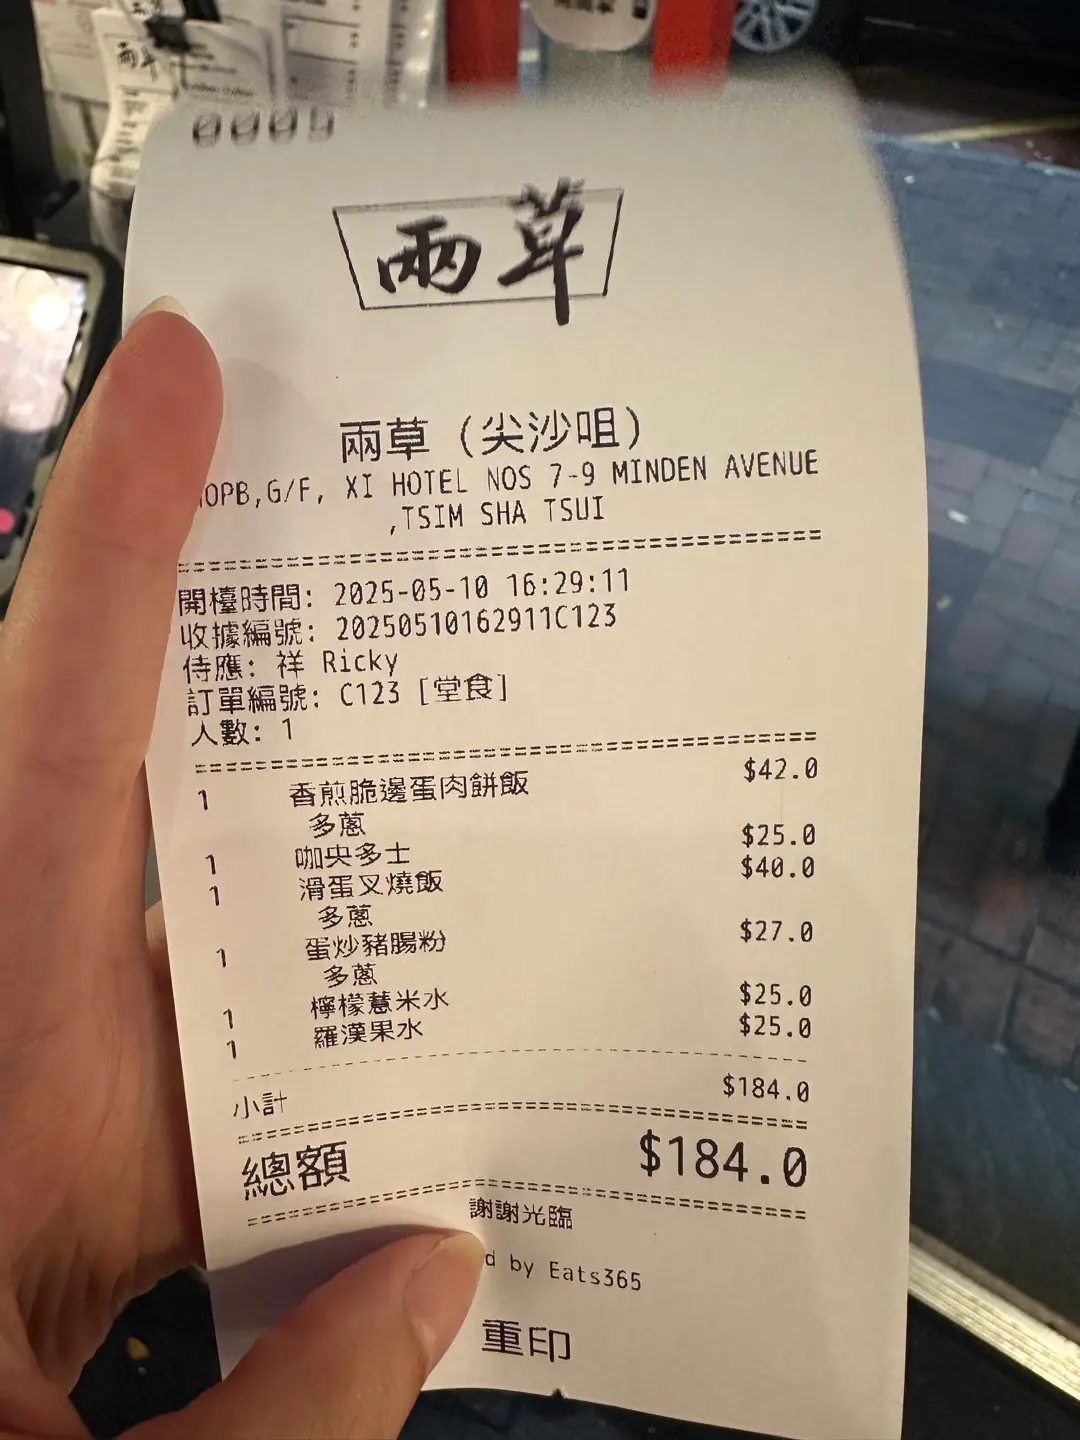 0009
兩草
兩草（尖沙咀）
OPB,G/F, XI HOTEL NOS 7-9 MINDEN AVENUE
,TSIM SHA TSUI
開檯時間: 2025-05-10 16:29:11
收據編號: 20250510162911C123
侍應: 祥 Ricky
訂單編號: C123 [堂食]
人數: 1
1 香煎脆邊蛋肉餅飯 $42.0
多蔥
1 咖央多士 $25.0
1 滑蛋叉燒飯 $40.0
多蔥
1 蛋炒豬腸粉 $27.0
多蔥
1 檸檬薏米水 $25.0
1 羅漢果水 $25.0
小計 $184.0
總額 $184.0
謝謝光臨
d by Eats365
重印